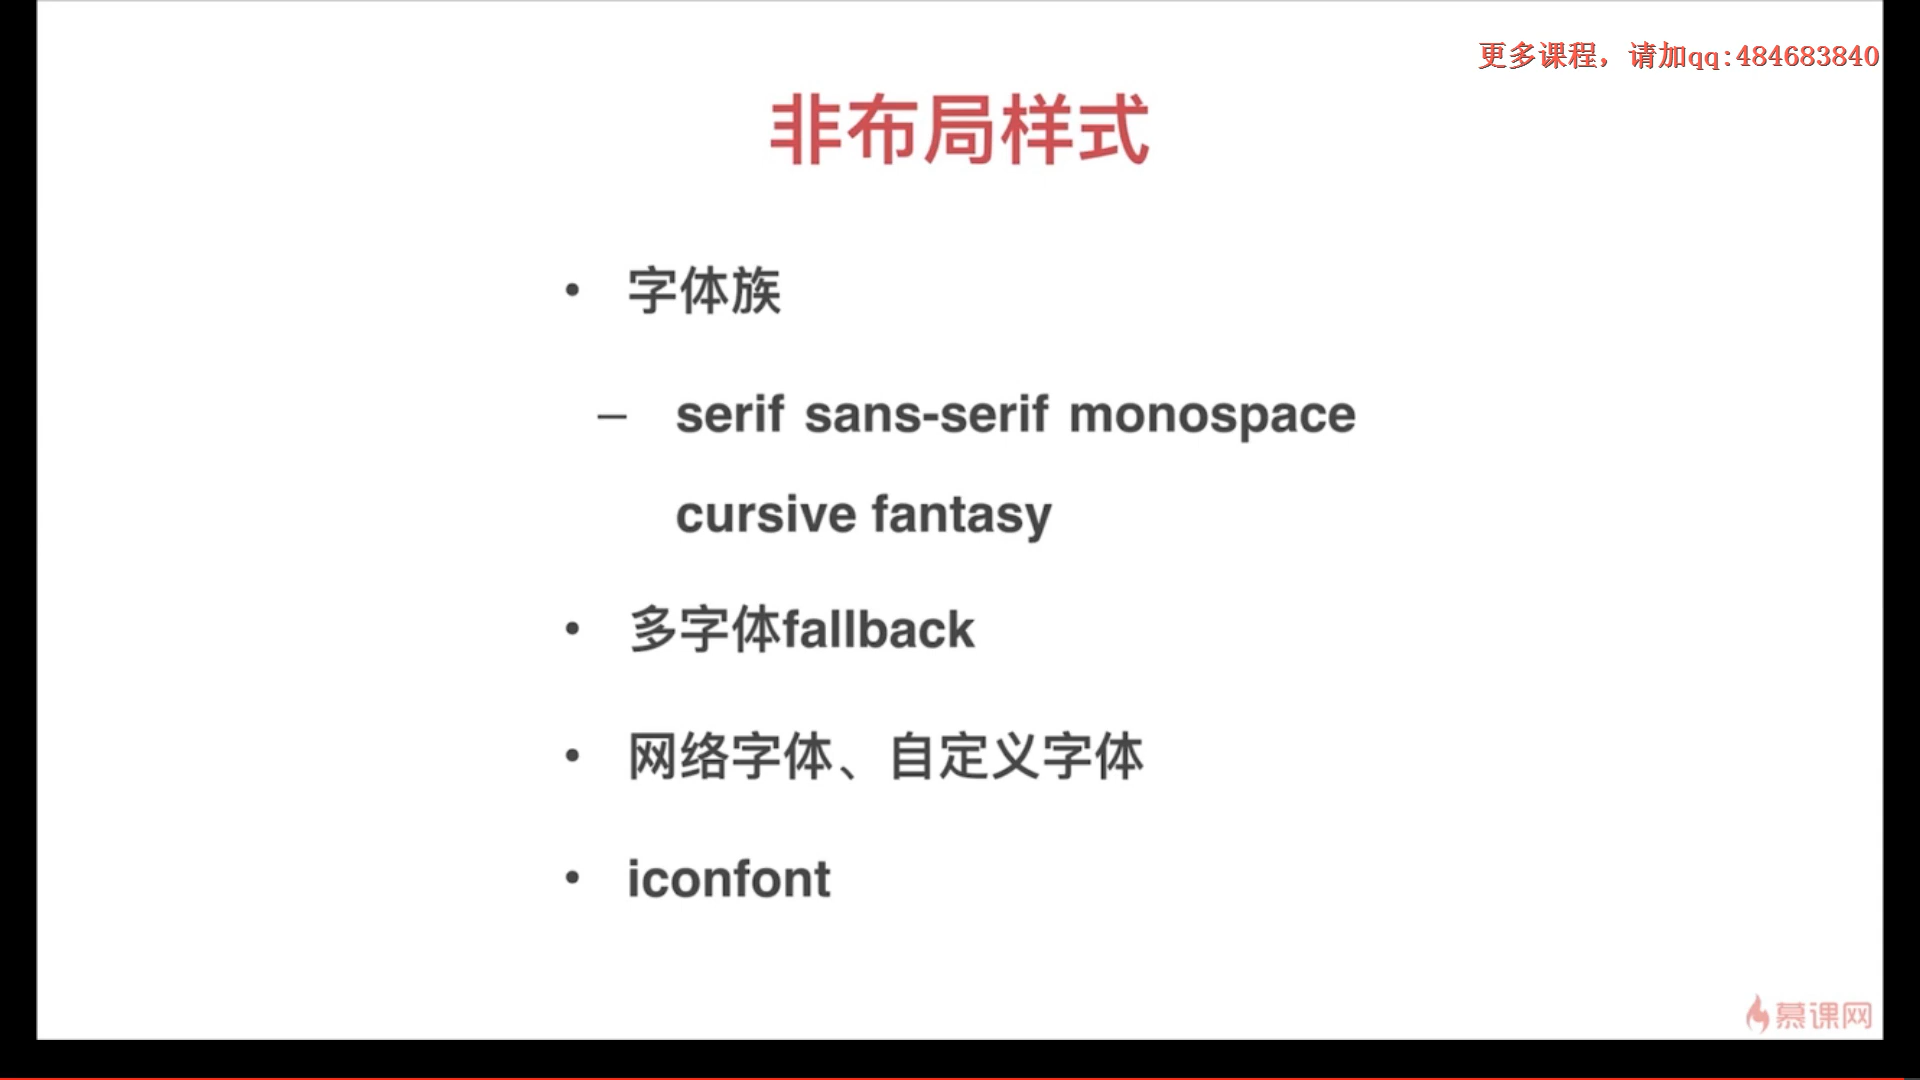 更多课程，请加qq:484683840
非布局样式
• 字体族
– serif sans-serif monospace
cursive fantasy
• 多字体fallback
• 网络字体、自定义字体
• iconfont
慕课网